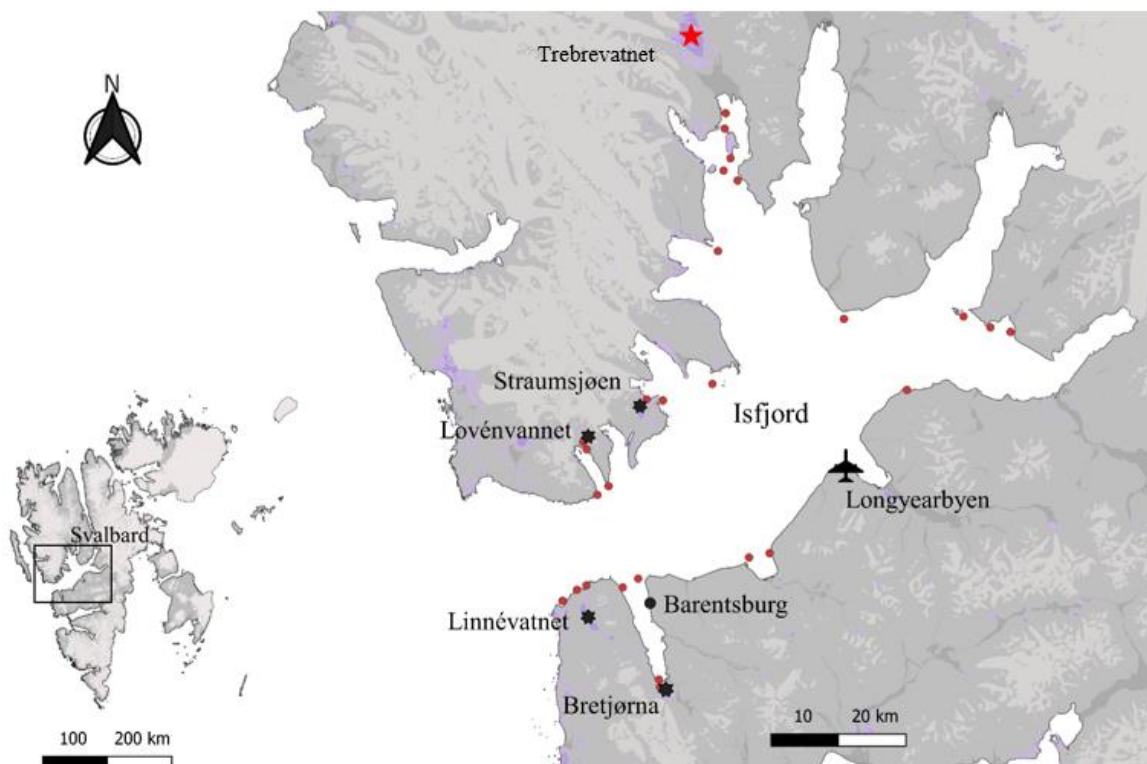 Trebrevatnet
N
Straumsjøen
Isfjord
Lovénvannet
Longyearbyen
Svalbard
Barentsburg
Linnévatnet
Bretjørna
10 20 km
100 200 km